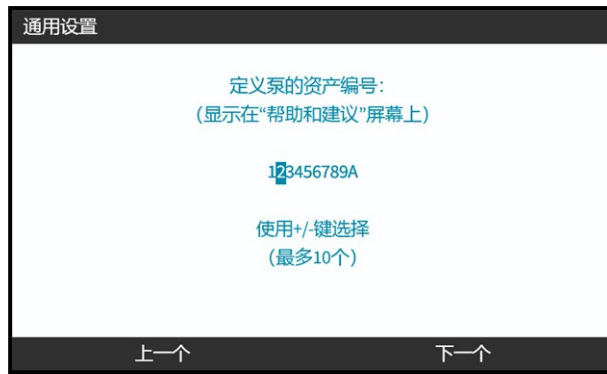 通用设置
定义泵的资产编号：
（显示在“帮助和建议”屏幕上）
123456789A
使用+/-键选择
（最多10个）
上一个 下一个